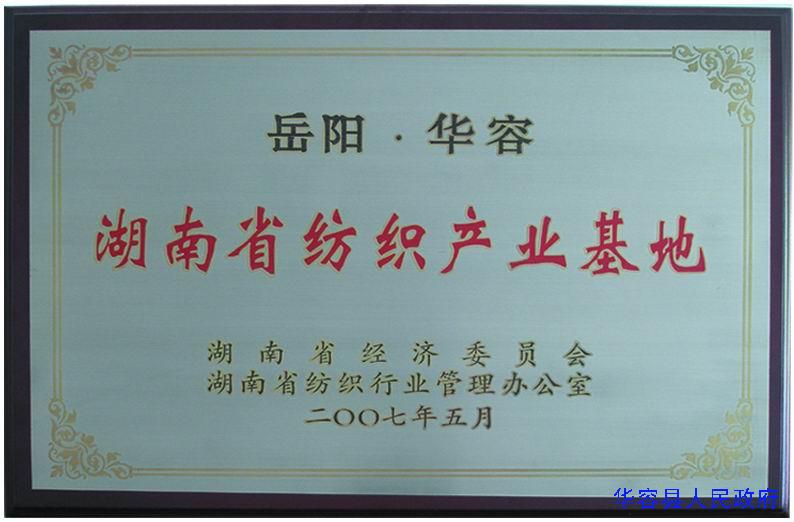 岳阳·华容
湖南省纺织产业基地
湖南省经济委员会
湖南省纺织行业管理办公室
二〇〇七年五月
华容县人民政府